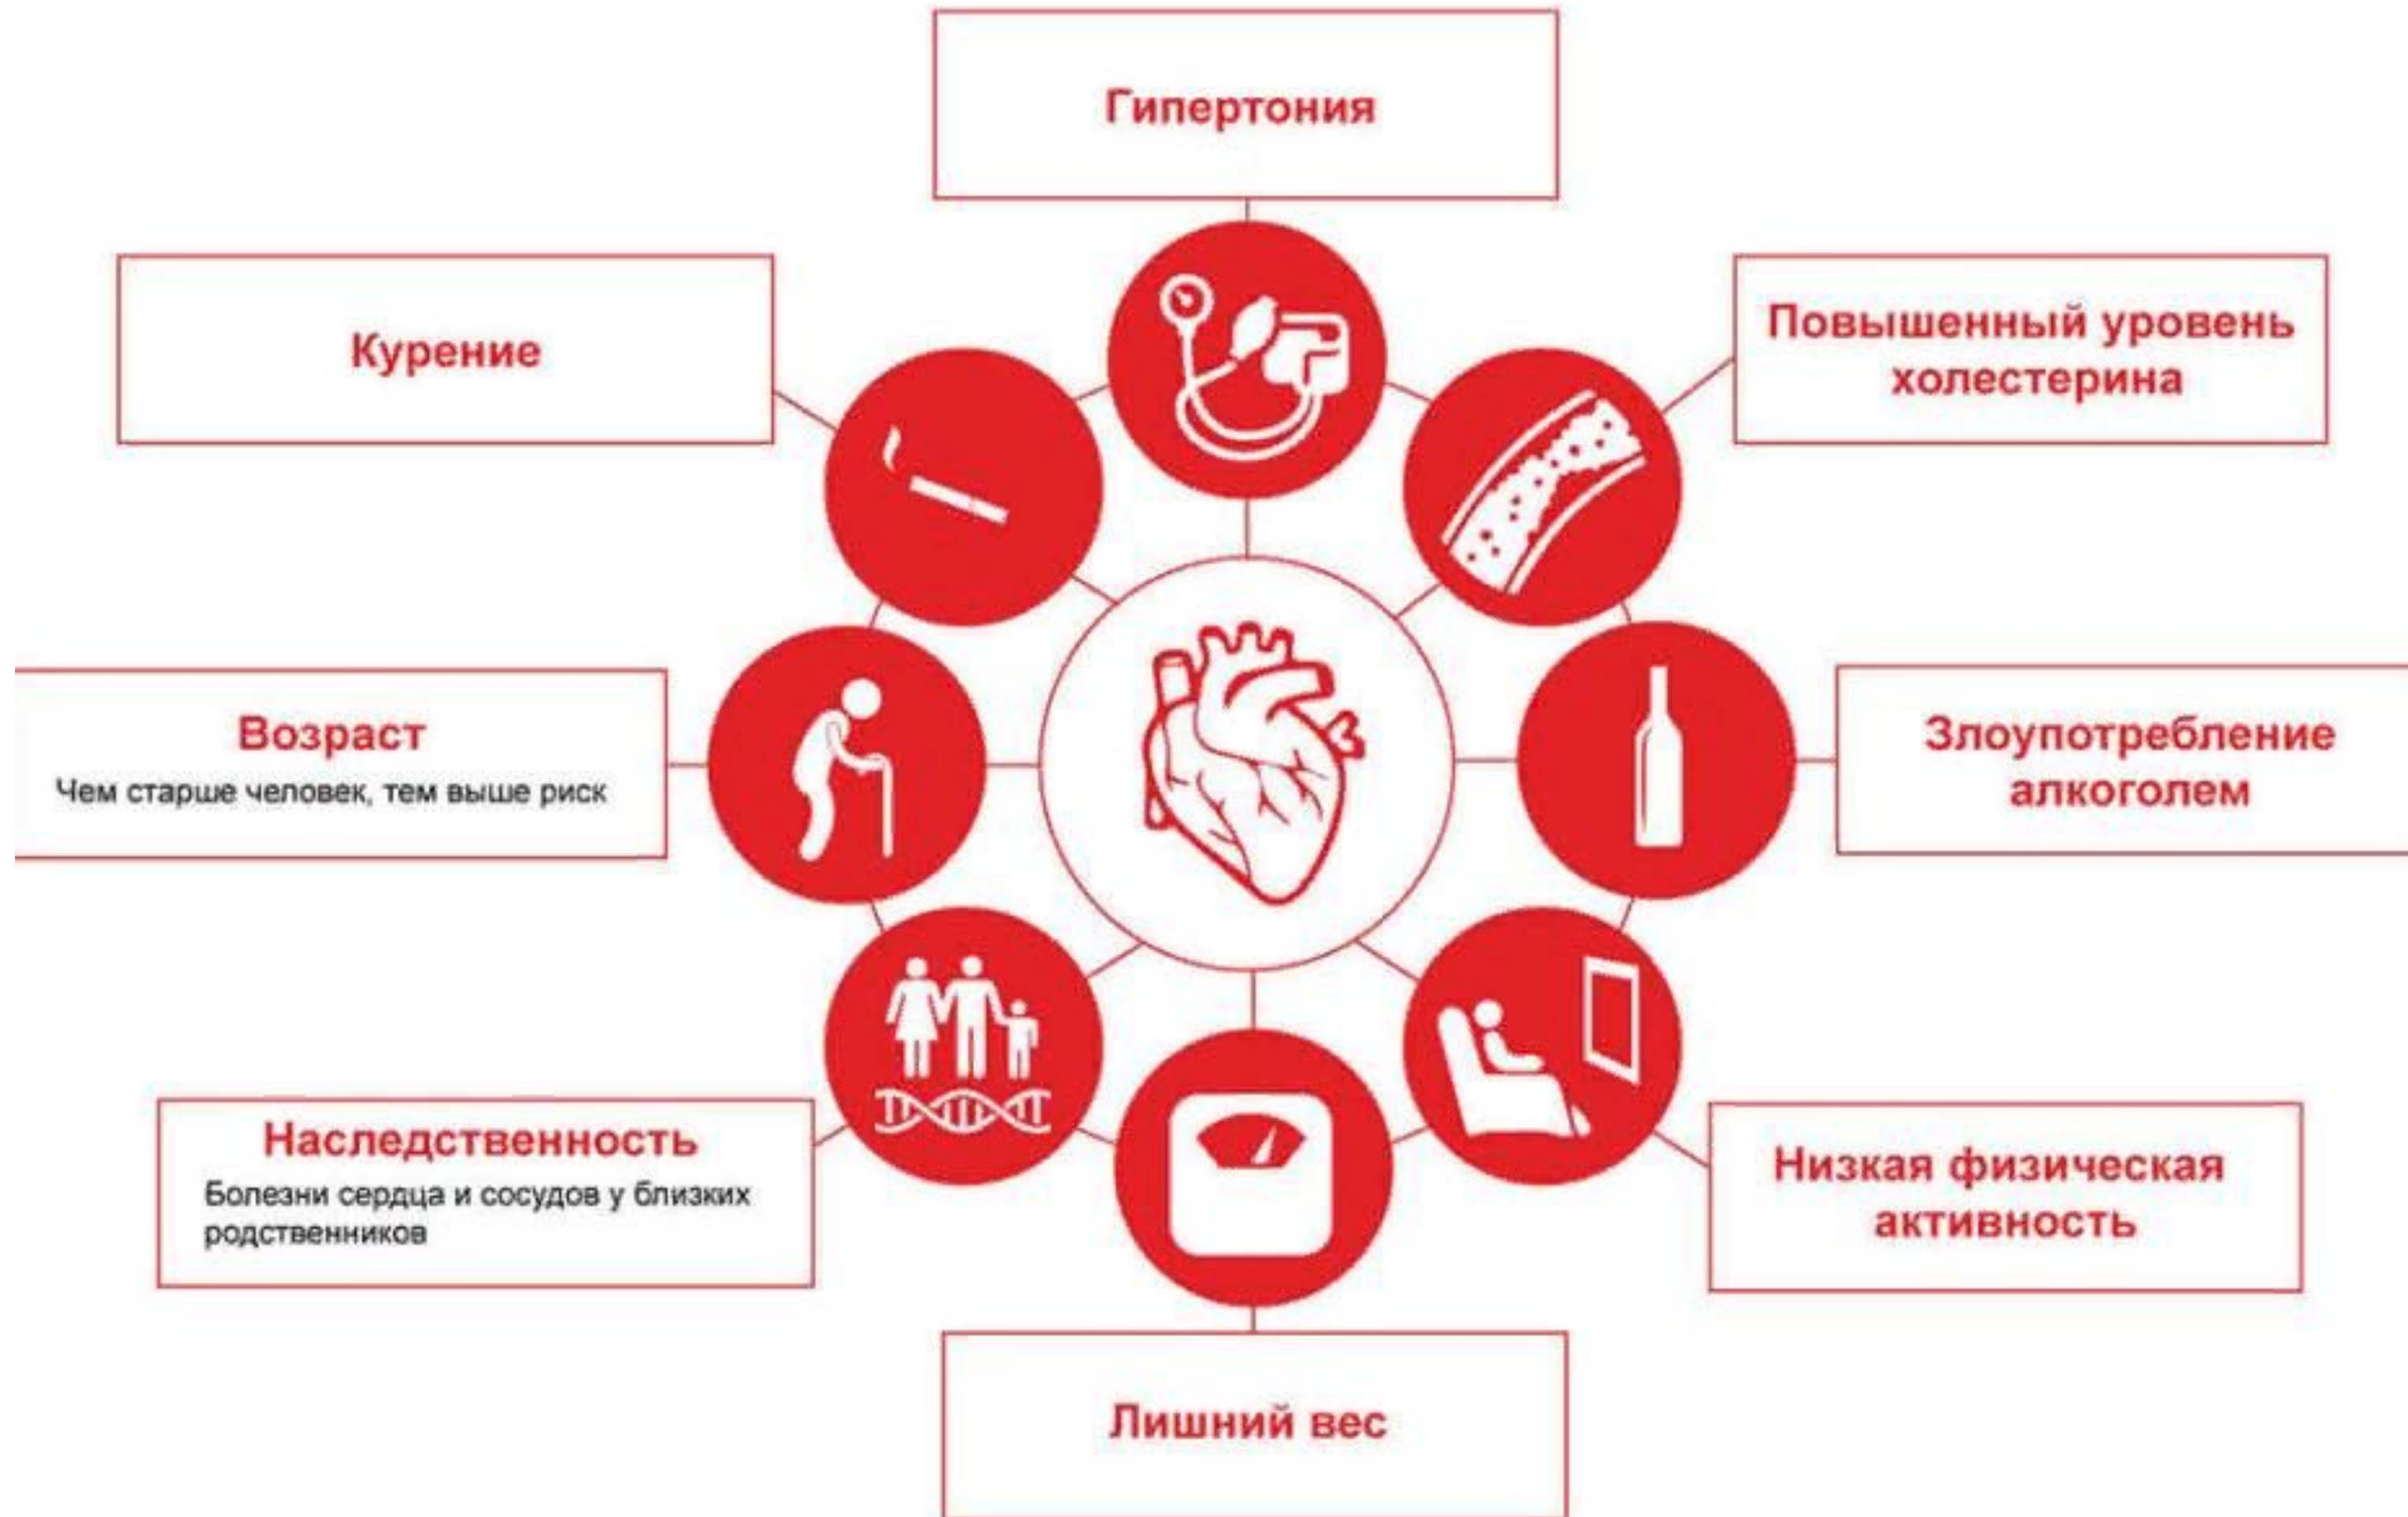 Гипертония
Курение
Повышенный уровень
холестерина
Возраст
Чем старше человек, тем выше риск
Злоупотребление
алкоголем
Наследственность
Болезни сердца и сосудов у близких
родственников
Низкая физическая
активность
Лишний вес